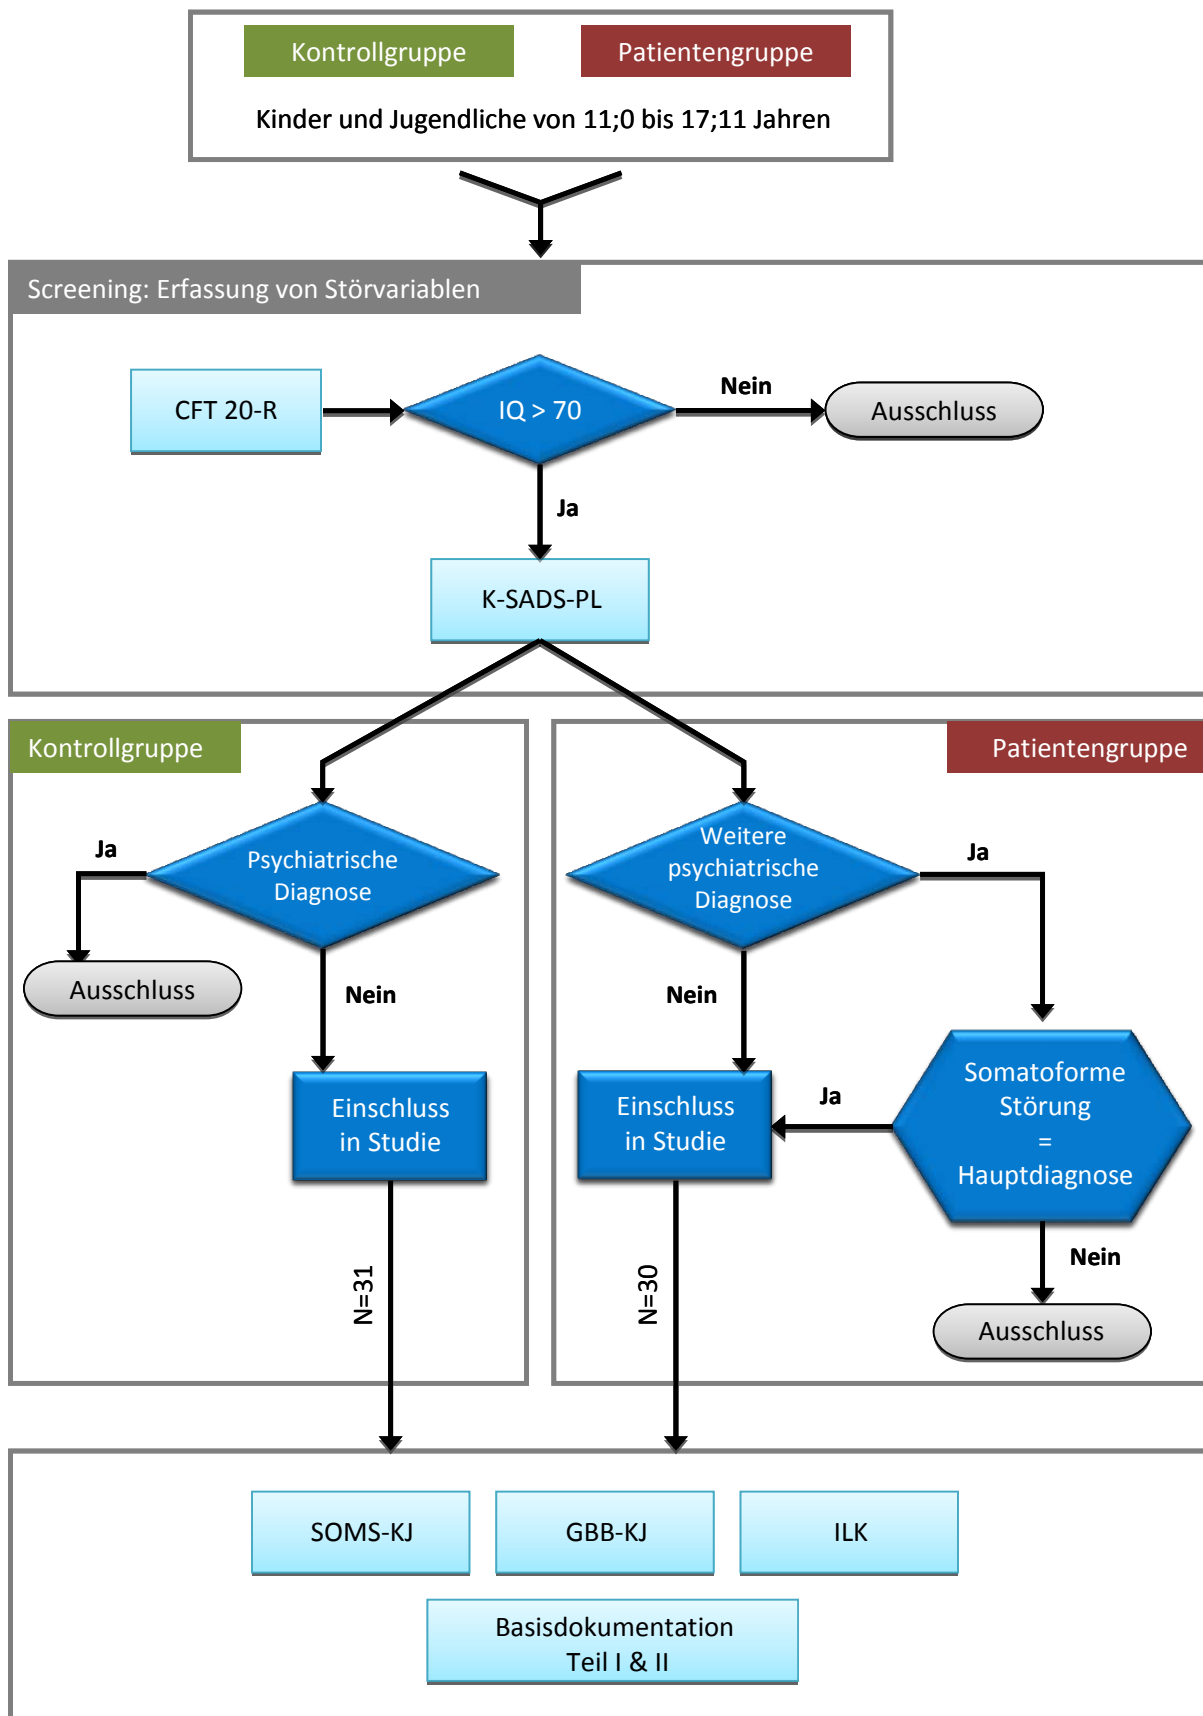 Kontrollgruppe
Patientengruppe
Kinder und Jugendliche von 11;0 bis 17;11 Jahren
Screening: Erfassung von Störvariablen
CFT 20-R
IQ > 70
Nein
Ausschluss
Ja
K-SADS-PL
Kontrollgruppe
Ja
Psychiatrische
Diagnose
Ausschluss
Nein
Einschluss
in Studie
N=31
Patientengruppe
Weitere
psychiatrische
Diagnose
Ja
Nein
Einschluss
in Studie
Ja
Somatoforme
Störung
=
Hauptdiagnose
Nein
Ausschluss
N=30
SOMS-KJ
GBB-KJ
ILK
Basisdokumentation
Teil I & II